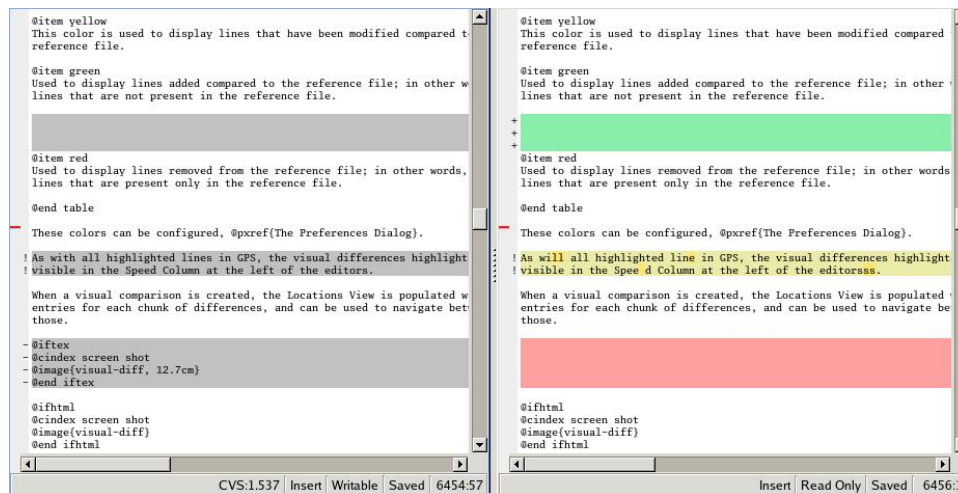 @item yellow
This color is used to display lines that have been modified compared
reference file.
@item green
Used to display lines added compared to the reference file; in other
lines that are not present in the reference file.
@item red
Used to display lines removed from the reference file; in other words,
lines that are present only in the reference file.
@end table
These colors can be configured, @pxref{The Preferences Dialog}.
! As with all highlighted lines in GPS, the visual differences highlight
! visible in the Speed Column at the left of the editors.
When a visual comparison is created, the Locations View is populated
entries for each chunk of differences, and can be used to navigate
those.
- @iftex
- @cindex screen shot
- @image{visual-diff, 12.7cm}
- @end iftex
@ifhtml
@cindex screen shot
@image{visual-diff}
@end ifhtml
CVS:1.537 Insert Writable Saved 6454:57
@item yellow
This color is used to display lines that have been modified compared
reference file.
@item green
Used to display lines added compared to the reference file; in other
lines that are not present in the reference file.
+
+
+
@item red
Used to display lines removed from the reference file; in other words
lines that are present only in the reference file.
@end table
These colors can be configured, @pxref{The Preferences Dialog}.
! As will all highlighted line in GPS, the visual differences highlight
! visible in the Spee d Column at the left of the editorsss.
When a visual comparison is created, the Locations View is populated
entries for each chunk of differences, and can be used to navigate
those.
@ifhtml
@cindex screen shot
@image{visual-diff}
@end ifhtml
Insert Read Only Saved 6456: